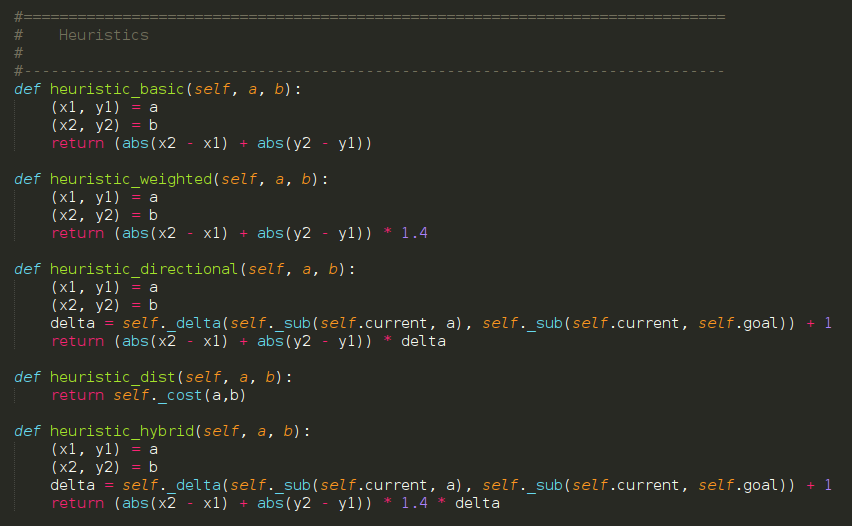 #==============================================================================
#    Heuristics
#
#------------------------------------------------------------------------------
def heuristic_basic(self, a, b):
    (x1, y1) = a
    (x2, y2) = b
    return (abs(x2 - x1) + abs(y2 - y1))

def heuristic_weighted(self, a, b):
    (x1, y1) = a
    (x2, y2) = b
    return (abs(x2 - x1) + abs(y2 - y1)) * 1.4

def heuristic_directional(self, a, b):
    (x1, y1) = a
    (x2, y2) = b
    delta = self._delta(self._sub(self.current, a), self._sub(self.current, self.goal)) + 1
    return (abs(x2 - x1) + abs(y2 - y1)) * delta

def heuristic_dist(self, a, b):
    return self._cost(a,b)

def heuristic_hybrid(self, a, b):
    (x1, y1) = a
    (x2, y2) = b
    delta = self._delta(self._sub(self.current, a), self._sub(self.current, self.goal)) + 1
    return (abs(x2 - x1) + abs(y2 - y1)) * 1.4 * delta